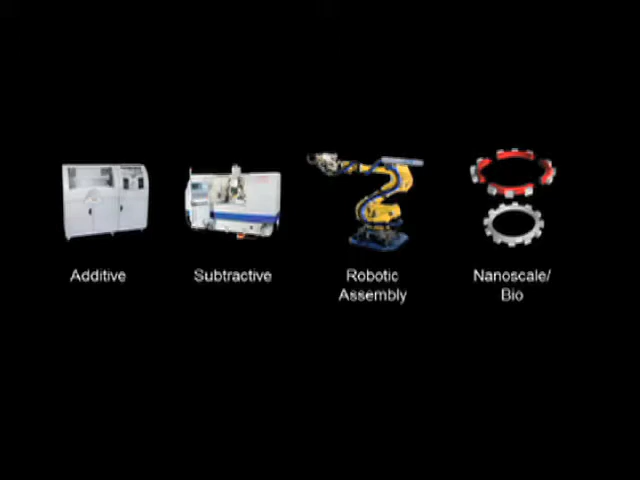 Additive
Subtractive
Robotic
Assembly
Nanoscale/
Bio